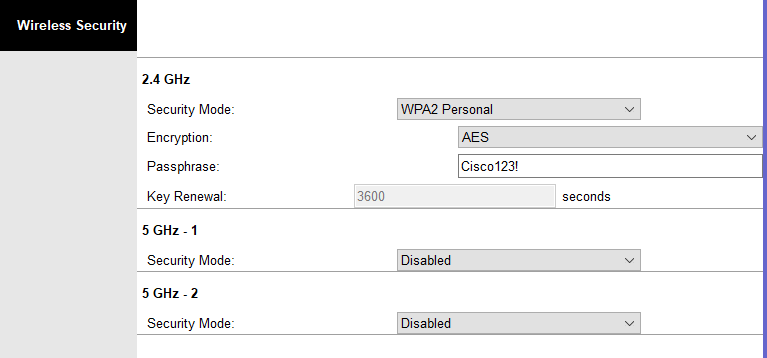 Wireless Security
2.4 GHz
Security Mode: WPA2 Personal
Encryption: AES
Passphrase: Cisco123!
Key Renewal: 3600 seconds
5 GHz - 1
Security Mode: Disabled
5 GHz - 2
Security Mode: Disabled